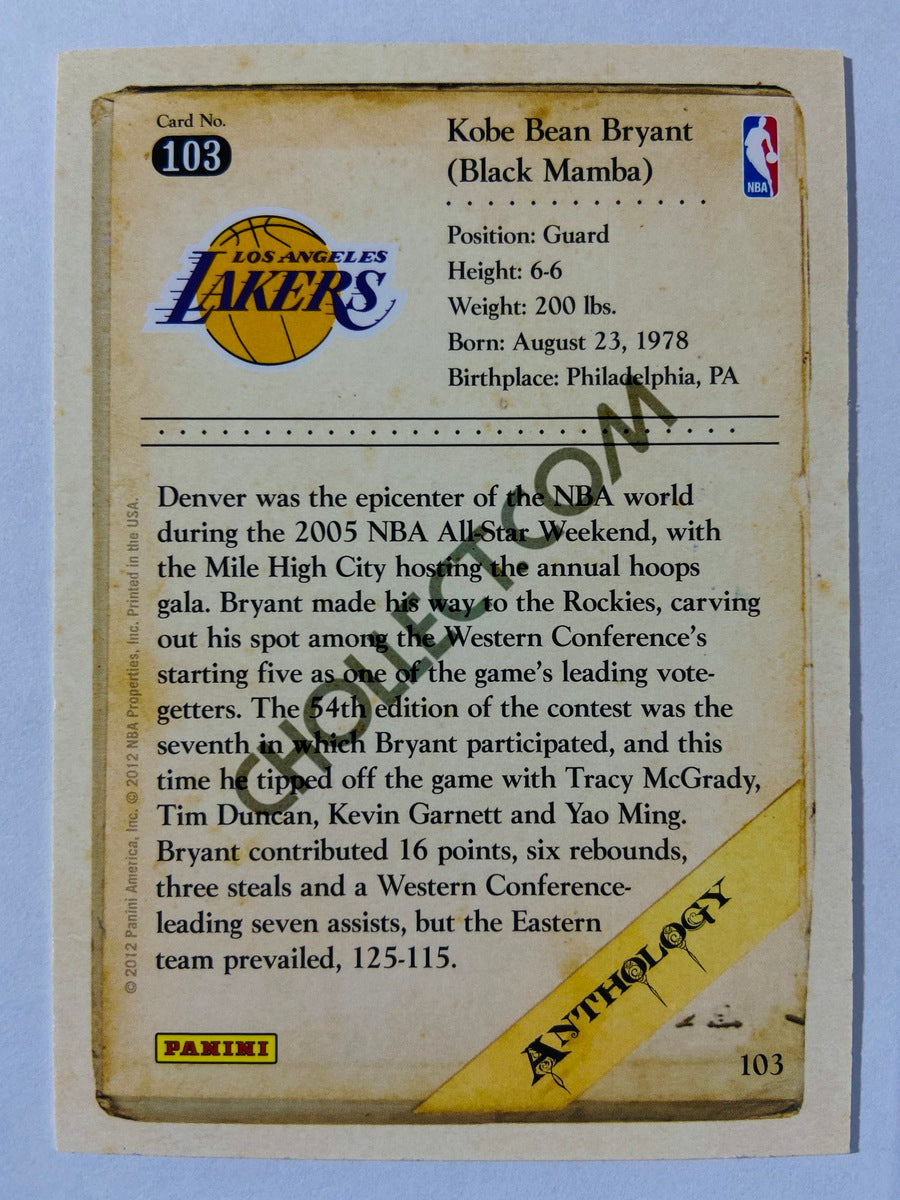 Card No.
103
Kobe Bean Bryant
(Black Mamba)
NBA
LOS ANGELES
LAKERS
Position: Guard
Height: 6-6
Weight: 200 lbs.
Born: August 23, 1978
Birthplace: Philadelphia, PA
Denver was the epicenter of the NBA world
during the 2005 NBA All-Star Weekend, with
the Mile High City hosting the annual hoops
gala. Bryant made his way to the Rockies, carving
out his spot among the Western Conference's
starting five as one of the game's leading vote-
getters. The 54th edition of the contest was the
seventh in which Bryant participated, and this
time he tipped off the game with Tracy McGrady,
Tim Duncan, Kevin Garnett and Yao Ming.
Bryant contributed 16 points, six rebounds,
three steals and a Western Conference-
leading seven assists, but the Eastern
team prevailed, 125-115.
© 2012 Panini America, Inc. © 2012 NBA Properties, Inc. Printed in the USA.
CHOLLECT.COM
ANTHOLOGY
PANINI
103